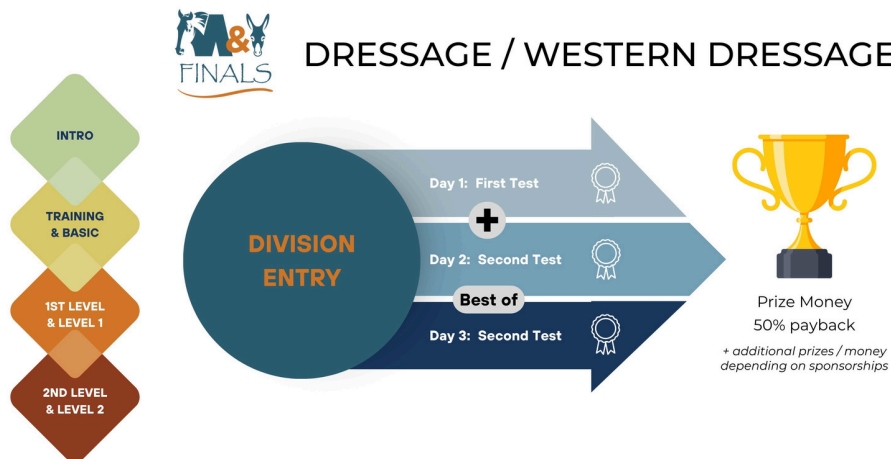 M&M
FINALS
DRESSAGE / WESTERN DRESSAGE
INTRO
TRAINING
& BASIC
1ST LEVEL
& LEVEL 1
2ND LEVEL
& LEVEL 2
DIVISION
ENTRY
Day 1: First Test
+
Day 2: Second Test
Best of
Day 3: Second Test
Prize Money
50% payback
+ additional prizes / money
depending on sponsorships